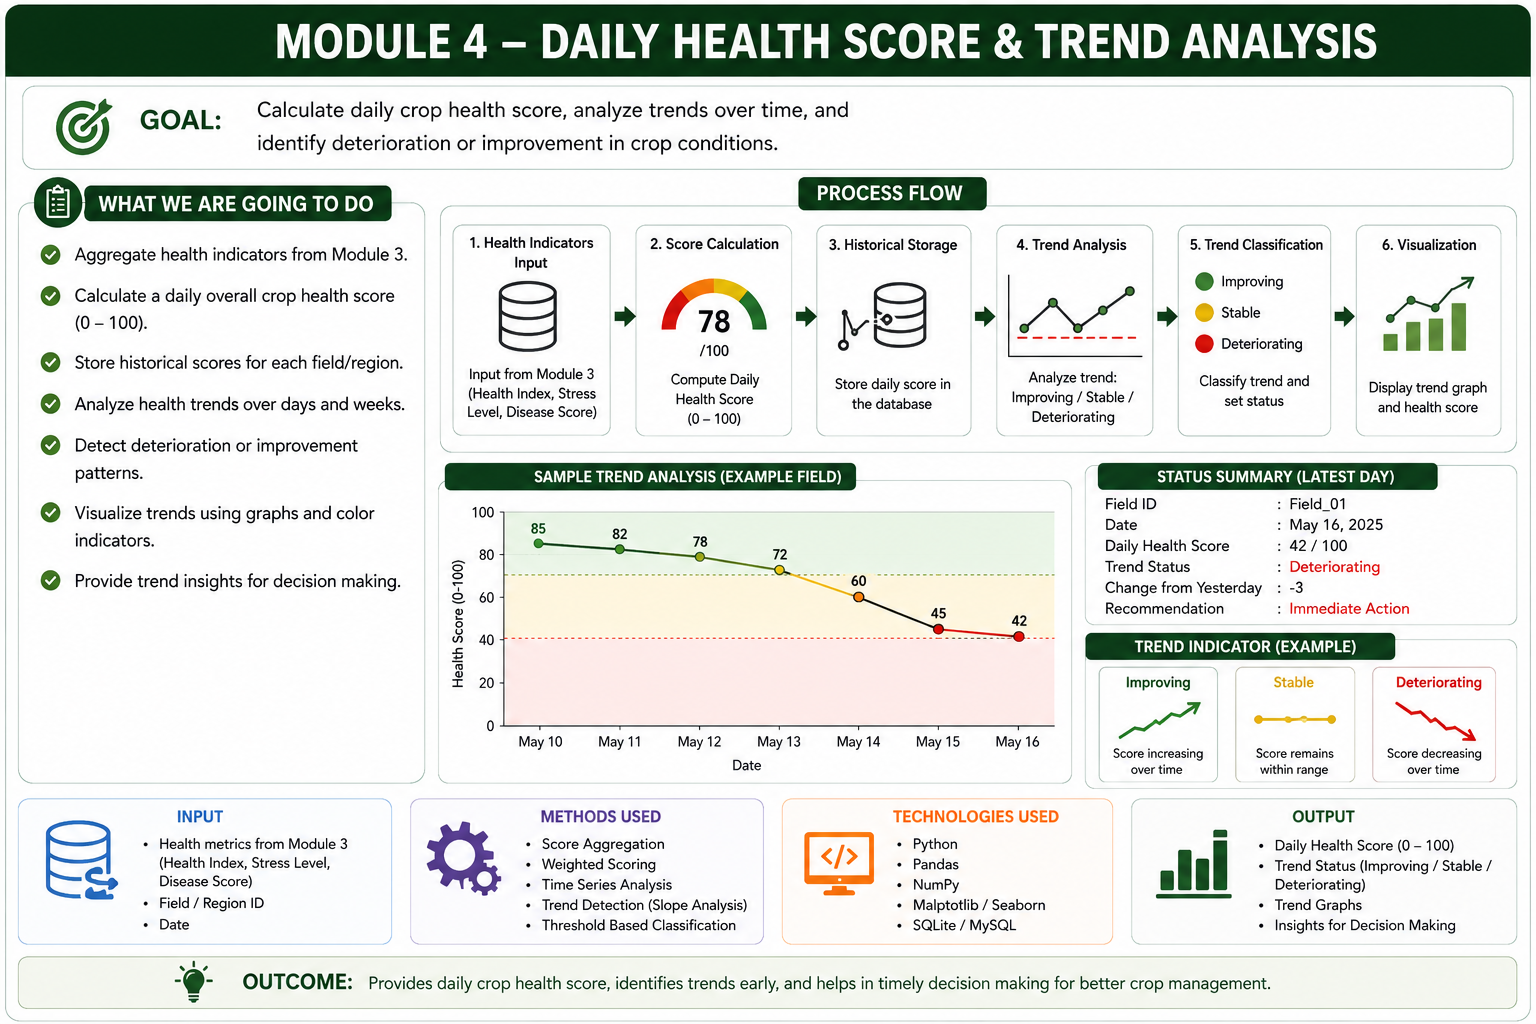 MODULE 4 – DAILY HEALTH SCORE & TREND ANALYSIS
GOAL:
Calculate daily crop health score, analyze trends over time, and
identify deterioration or improvement in crop conditions.
WHAT WE ARE GOING TO DO
Aggregate health indicators from Module 3.
Calculate a daily overall crop health score
(0 – 100).
Store historical scores for each field/region.
Analyze health trends over days and weeks.
Detect deterioration or improvement
patterns.
Visualize trends using graphs and color
indicators.
Provide trend insights for decision making.
PROCESS FLOW
1. Health Indicators
Input
Input from Module 3
(Health Index, Stress
Level, Disease Score)
2. Score Calculation
78
/100
Compute Daily
Health Score
(0 – 100)
3. Historical Storage
Store daily score in
the database
4. Trend Analysis
Analyze trend:
Improving / Stable /
Deteriorating
5. Trend Classification
Improving
Stable
Deteriorating
Classify trend and
set status
6. Visualization
Display trend graph
and health score
SAMPLE TREND ANALYSIS (EXAMPLE FIELD)
Health Score (0-100)
100
80
60
40
20
0
85
82
78
72
60
45
42
May 10
May 11
May 12
May 13
May 14
May 15
May 16
Date
STATUS SUMMARY (LATEST DAY)
Field ID : Field_01
Date : May 16, 2025
Daily Health Score : 42 / 100
Trend Status : Deteriorating
Change from Yesterday : -3
Recommendation : Immediate Action
TREND INDICATOR (EXAMPLE)
Improving
Score increasing
over time
Stable
Score remains
within range
Deteriorating
Score decreasing
over time
INPUT
• Health metrics from Module 3
(Health Index, Stress Level,
Disease Score)
• Field / Region ID
• Date
METHODS USED
• Score Aggregation
• Weighted Scoring
• Time Series Analysis
• Trend Detection (Slope Analysis)
• Threshold Based Classification
TECHNOLOGIES USED
• Python
• Pandas
• NumPy
• Malptotlib / Seaborn
• SQLite / MySQL
OUTPUT
• Daily Health Score (0 – 100)
• Trend Status (Improving / Stable /
Deteriorating)
• Trend Graphs
• Insights for Decision Making
OUTCOME: Provides daily crop health score, identifies trends early, and helps in timely decision making for better crop management.